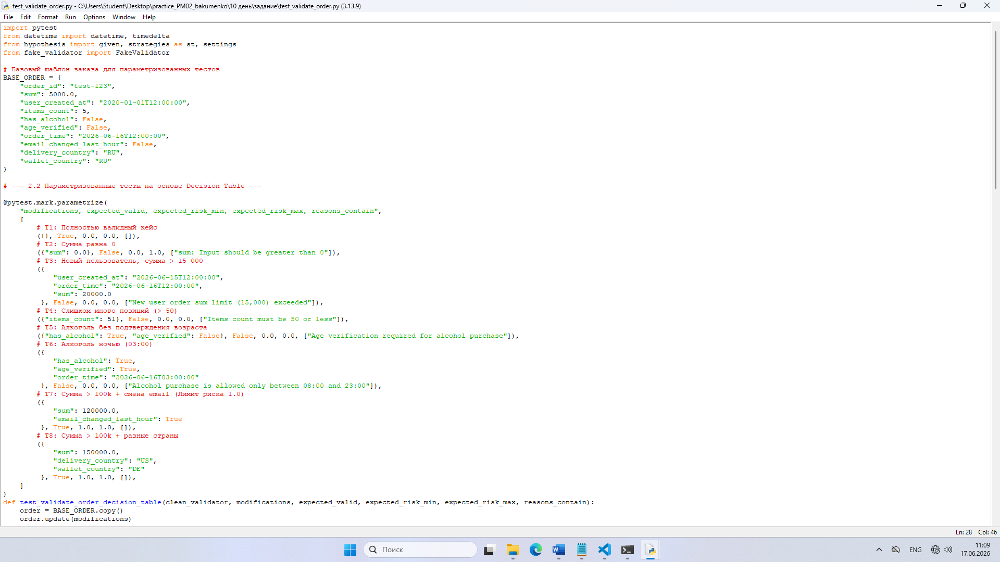 test_validate_order.py - C:\Users\Student\Desktop\practice_PM02_bakumenko\10 день\задание\test_validate_order.py (3.13.9)
File Edit Format Run Options Window Help
import pytest
from datetime import datetime, timedelta
from hypothesis import given, strategies as st, settings
from fake_validator import FakeValidator

# Базовый шаблон заказа для параметризованных тестов
BASE_ORDER = {
    "order_id": "test-123",
    "sum": 5000.0,
    "user_created_at": "2020-01-01T12:00:00",
    "items_count": 5,
    "has_alcohol": False,
    "age_verified": False,
    "order_time": "2026-06-16T12:00:00",
    "email_changed_last_hour": False,
    "delivery_country": "RU",
    "wallet_country": "RU"
}

# --- 2.2 Параметризованные тесты на основе Decision Table ---

@pytest.mark.parametrize(
    "modifications, expected_valid, expected_risk_min, expected_risk_max, reasons_contain",
    [
        # T1: Полностью валидный кейс
        ({}, True, 0.0, 0.0, []),
        # T2: Сумма равна 0
        ({"sum": 0.0}, False, 0.0, 1.0, ["sum: Input should be greater than 0"]),
        # T3: Новый пользователь, сумма > 15 000
        ({
            "user_created_at": "2026-06-15T12:00:00",
            "order_time": "2026-06-16T12:00:00",
            "sum": 20000.0
         }, False, 0.0, 0.0, ["New user order sum limit (15,000) exceeded"]),
        # T4: Слишком много позиций (> 50)
        ({"items_count": 51}, False, 0.0, 0.0, ["Items count must be 50 or less"]),
        # T5: Алкоголь без подтверждения возраста
        ({"has_alcohol": True, "age_verified": False}, False, 0.0, 0.0, ["Age verification required for alcohol purchase"]),
        # T6: Алкоголь ночью (03:00)
        ({
            "has_alcohol": True,
            "age_verified": True,
            "order_time": "2026-06-16T03:00:00"
         }, False, 0.0, 0.0, ["Alcohol purchase is allowed only between 08:00 and 23:00"]),
        # T7: Сумма > 100k + смена email (Лимит риска 1.0)
        ({
            "sum": 120000.0,
            "email_changed_last_hour": True
         }, True, 1.0, 1.0, []),
        # T8: Сумма > 100k + разные страны
        ({
            "sum": 150000.0,
            "delivery_country": "US",
            "wallet_country": "DE"
         }, True, 1.0, 1.0, []),
    ]
)
def test_validate_order_decision_table(clean_validator, modifications, expected_valid, expected_risk_min, expected_risk_max, reasons_contain):
    order = BASE_ORDER.copy()
    order.update(modifications)
Ln: 28 Col: 46
Поиск
ENG
11:09
17.06.2026